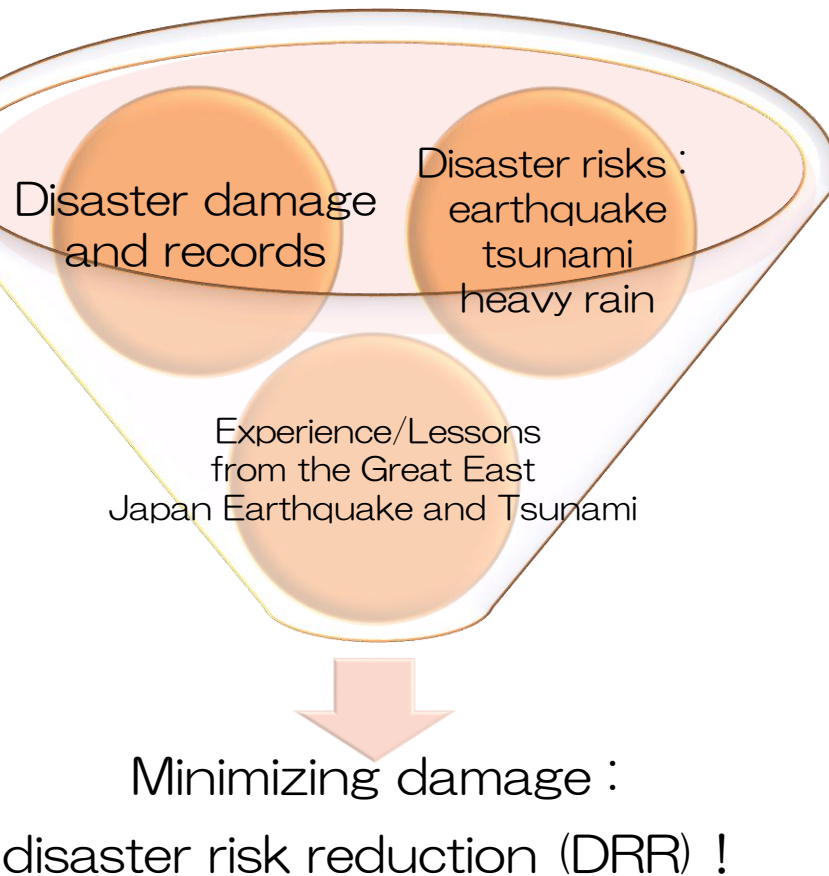 Disaster damage
and records
Disaster risks：
earthquake
tsunami
heavy rain
Experience/Lessons
from the Great East
Japan Earthquake and Tsunami
Minimizing damage：
disaster risk reduction (DRR)！